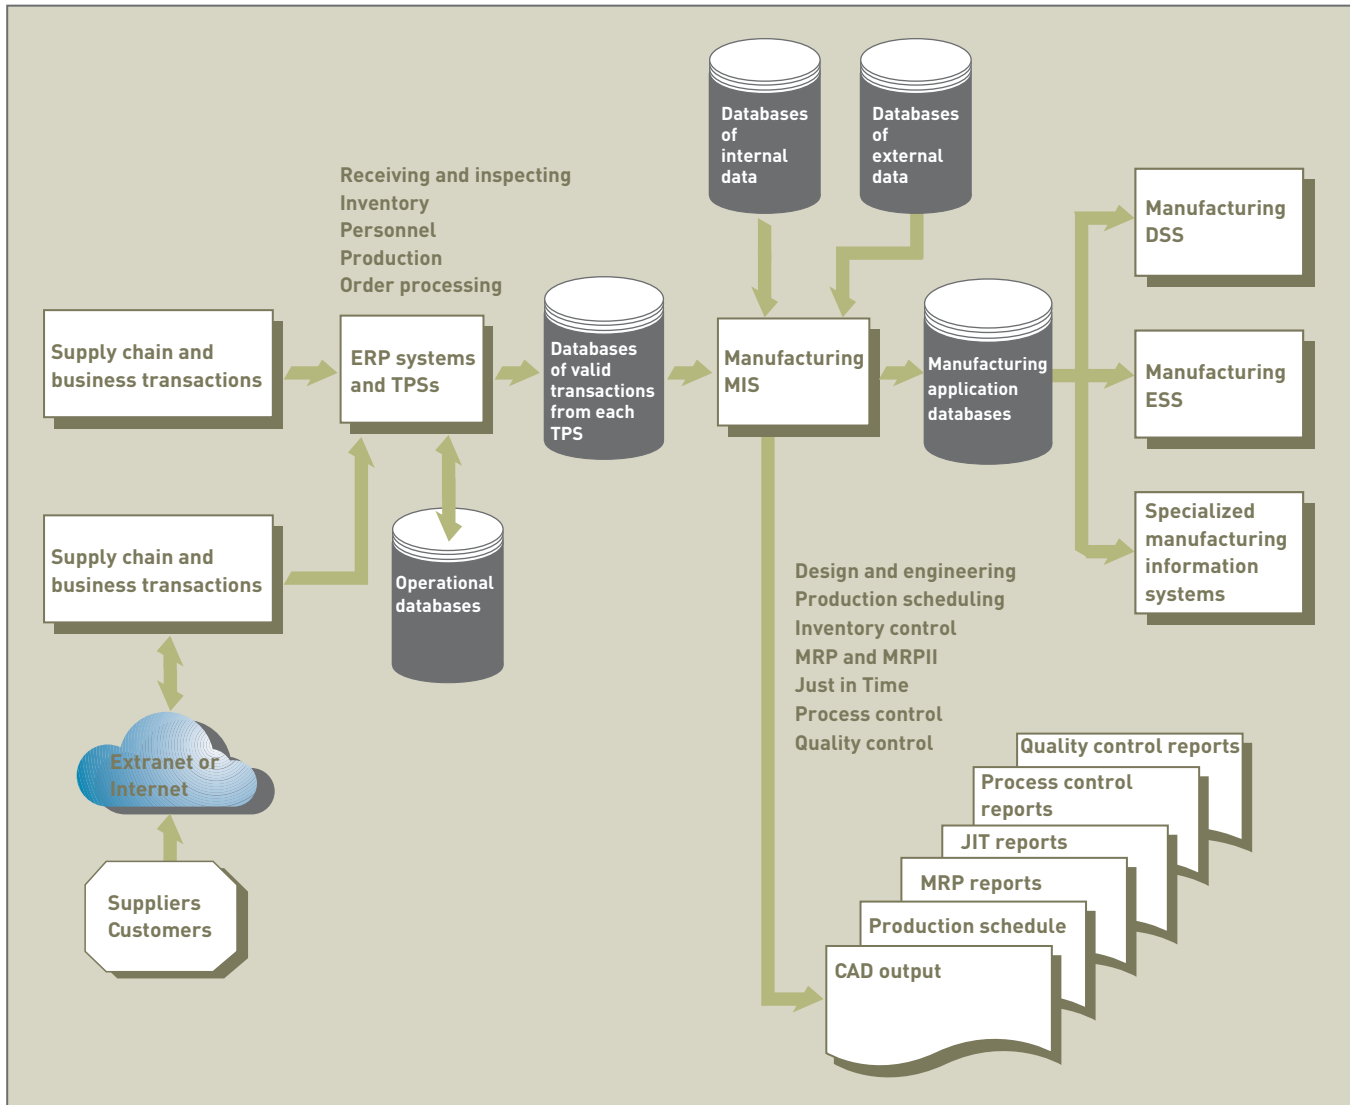 Databases
of
internal
data
Databases
of
external
data
Receiving and inspecting
Inventory
Personnel
Production
Order processing
Manufacturing
DSS
Supply chain and
business transactions
ERP systems
and TPSs
Databases
of valid
transactions
from each
TPS
Manufacturing
MIS
Manufacturing
application
databases
Manufacturing
ESS
Supply chain and
business transactions
Operational
databases
Specialized
manufacturing
information
systems
Design and engineering
Production scheduling
Inventory control
MRP and MRPII
Just in Time
Process control
Quality control
Extranet or
Internet
Suppliers
Customers
Quality control reports
Process control
reports
JIT reports
MRP reports
Production schedule
CAD output